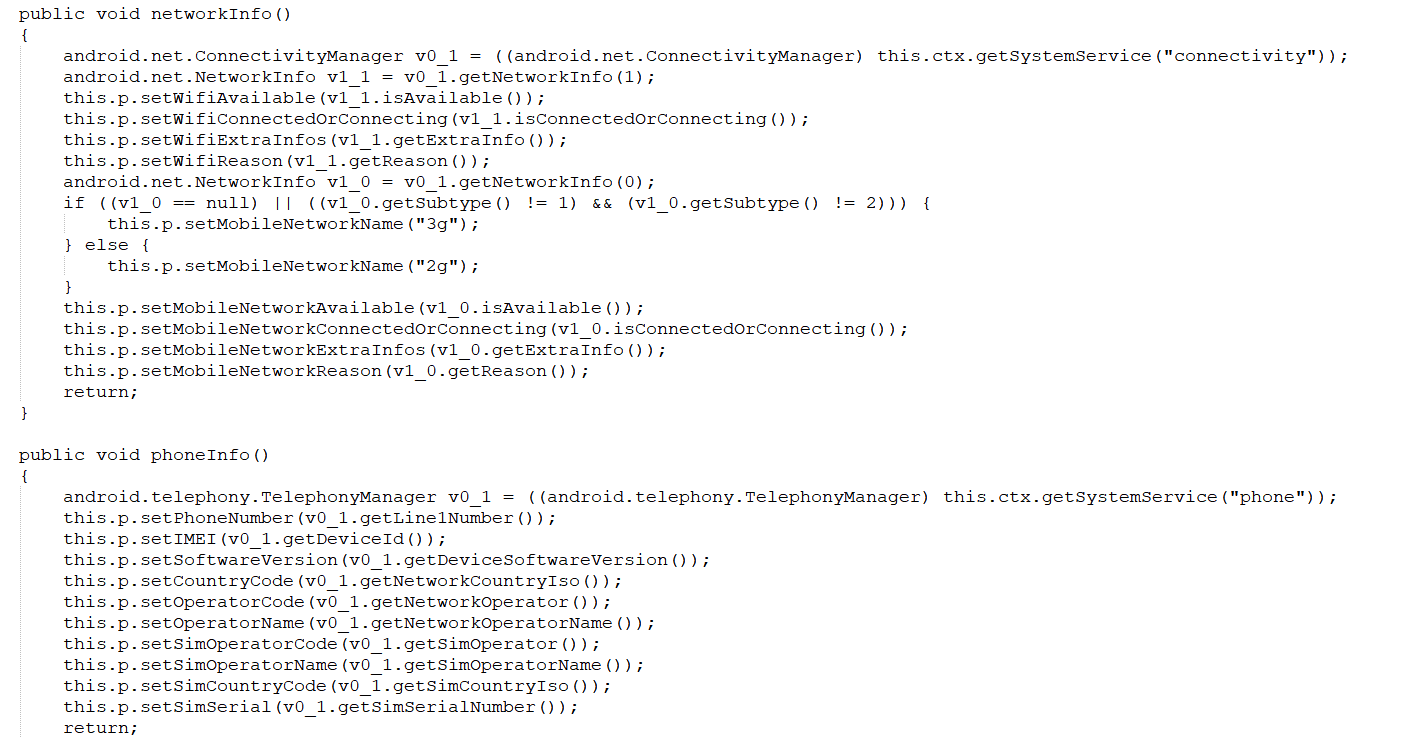 public void networkInfo()
{
    android.net.ConnectivityManager v0_1 = ((android.net.ConnectivityManager) this.ctx.getSystemService("connectivity"));
    android.net.NetworkInfo v1_1 = v0_1.getNetworkInfo(1);
    this.p.setWifiAvailable(v1_1.isAvailable());
    this.p.setWifiConnectedOrConnecting(v1_1.isConnectedOrConnecting());
    this.p.setWifiExtraInfos(v1_1.getExtraInfo());
    this.p.setWifiReason(v1_1.getReason());
    android.net.NetworkInfo v1_0 = v0_1.getNetworkInfo(0);
    if ((v1_0 == null) || ((v1_0.getSubtype() != 1) && (v1_0.getSubtype() != 2))) {
        this.p.setMobileNetworkName("3g");
    } else {
        this.p.setMobileNetworkName("2g");
    }
    this.p.setMobileNetworkAvailable(v1_0.isAvailable());
    this.p.setMobileNetworkConnectedOrConnecting(v1_0.isConnectedOrConnecting());
    this.p.setMobileNetworkExtraInfos(v1_0.getExtraInfo());
    this.p.setMobileNetworkReason(v1_0.getReason());
    return;
}

public void phoneInfo()
{
    android.telephony.TelephonyManager v0_1 = ((android.telephony.TelephonyManager) this.ctx.getSystemService("phone"));
    this.p.setPhoneNumber(v0_1.getLine1Number());
    this.p.setIMEI(v0_1.getDeviceId());
    this.p.setSoftwareVersion(v0_1.getDeviceSoftwareVersion());
    this.p.setCountryCode(v0_1.getNetworkCountryIso());
    this.p.setOperatorCode(v0_1.getNetworkOperator());
    this.p.setOperatorName(v0_1.getNetworkOperatorName());
    this.p.setSimOperatorCode(v0_1.getSimOperator());
    this.p.setSimOperatorName(v0_1.getSimOperatorName());
    this.p.setSimCountryCode(v0_1.getSimCountryIso());
    this.p.setSimSerial(v0_1.getSimSerialNumber());
    return;